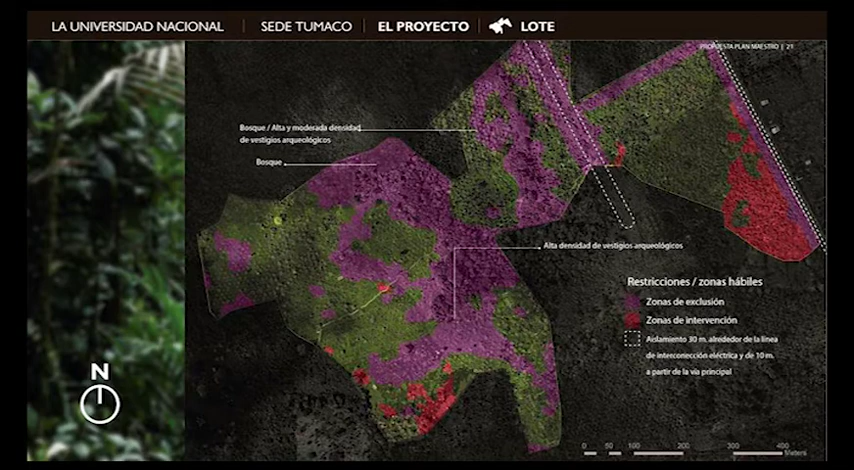 LA UNIVERSIDAD NACIONAL | SEDE TUMACO | EL PROYECTO | LOTE
PROPUESTA PLAN MAESTRO | 21
Bosque / Alta y moderada densidad
de vestigios arqueológicos
Bosque
Alta densidad de vestigios arqueológicos
Restricciones / zonas hábiles
Zonas de exclusión
Zonas de intervención
Aislamiento 30 m. alrededor de la línea
de interconección eléctrica y de 10 m.
a partir de la vía principal
N
0 50 100 200 300 400
Meters